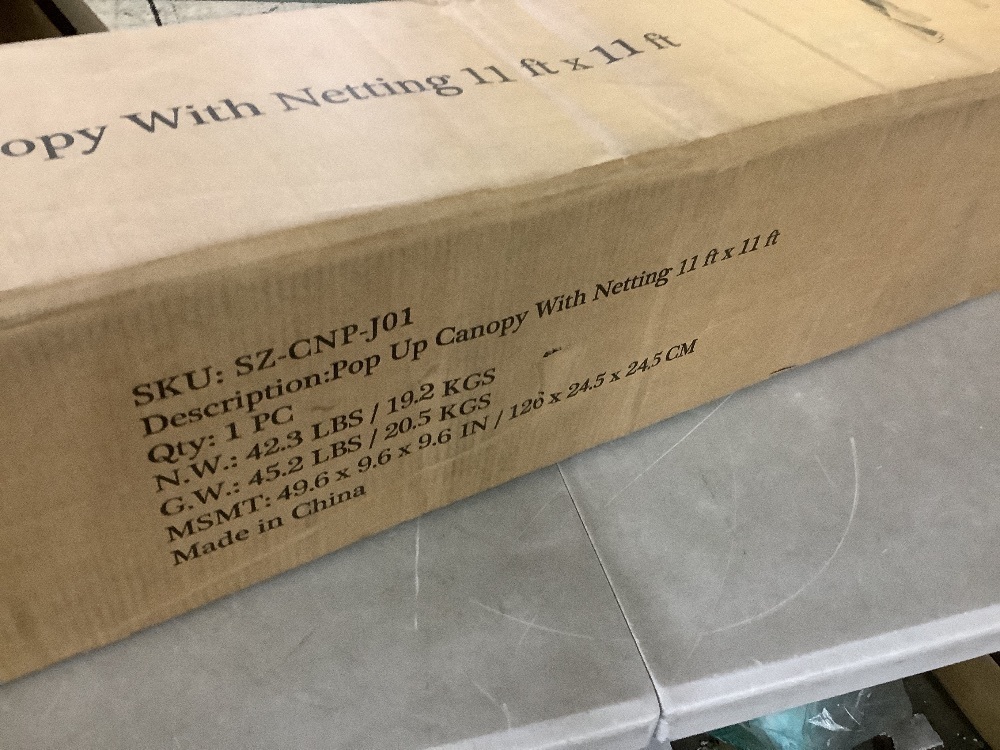 opy With Netting 11 ft x 11 ft
SKU: SZ-CNP-J01
Description:Pop Up Canopy With Netting 11 ft x 11 ft
Qty: 1 PC
N.W.: 42.3 LBS / 19.2 KGS
G.W.: 45.2 LBS / 20.5 KGS
MSMT: 49.6 x 9.6 x 9.6 IN / 126 x 24.5 x 24.5 CM
Made in China